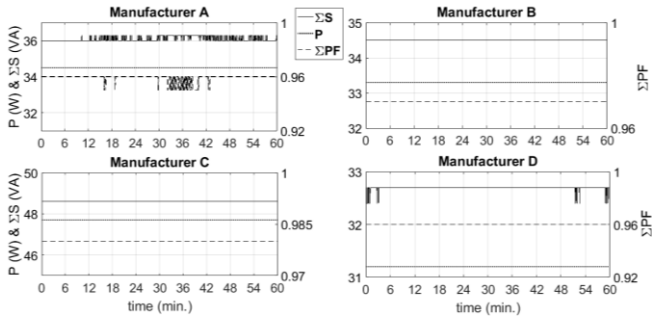 Manufacturer A
P (W) & ΣS (VA)
36
34
32
1
0.96
0.92
0 6 12 18 24 30 36 42 48 54 60
ΣS
P
ΣPF
Manufacturer B
35
34
33
32
1
0.96
ΣPF
0 6 12 18 24 30 36 42 48 54 60
Manufacturer C
P (W) & ΣS (VA)
50
48
46
1
0.985
0.97
0 6 12 18 24 30 36 42 48 54 60
time (min.)
Manufacturer D
33
32
31
1
0.96
0.92
ΣPF
0 6 12 18 24 30 36 42 48 54 60
time (min.)